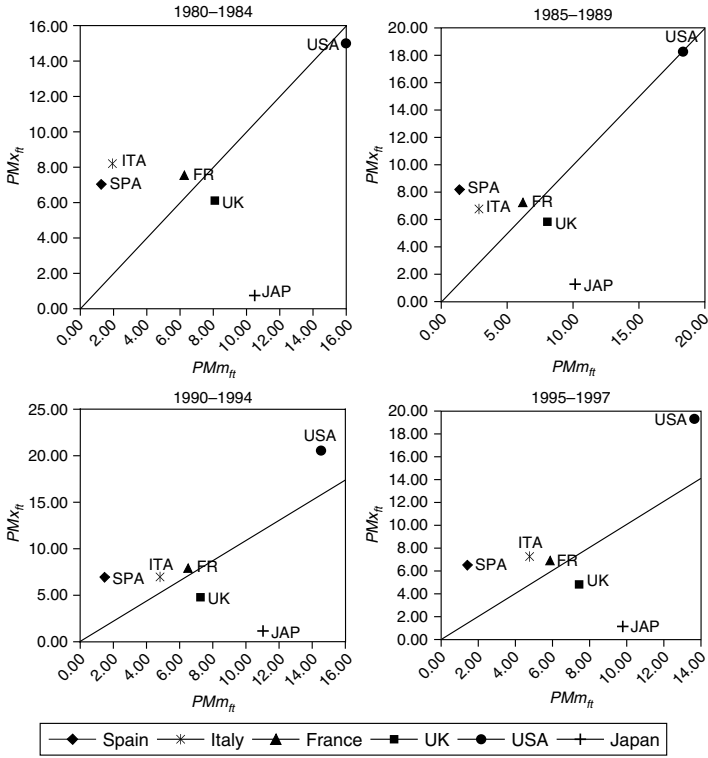 1980–1984
16.00
14.00
12.00
10.00
8.00
6.00
4.00
2.00
0.00
PMx_ft
USA
ITA
SPA
FR
UK
JAP
0.00 2.00 4.00 6.00 8.00 10.00 12.00 14.00 16.00
PMm_ft
1985–1989
20.00
18.00
16.00
14.00
12.00
10.00
8.00
6.00
4.00
2.00
0.00
PMx_ft
USA
SPA
ITA
FR
UK
JAP
0.00 5.00 10.00 15.00 20.00
PMm_ft
1990–1994
25.00
20.00
15.00
10.00
5.00
0.00
PMx_ft
USA
ITA
SPA
FR
UK
JAP
0.00 2.00 4.00 6.00 8.00 10.00 12.00 14.00 16.00
PMm_ft
1995–1997
20.00
18.00
16.00
14.00
12.00
10.00
8.00
6.00
4.00
2.00
0.00
PMx_ft
USA
ITA
SPA
FR
UK
JAP
0.00 2.00 4.00 6.00 8.00 10.00 12.00 14.00
PMm_ft
Spain Italy France UK USA Japan